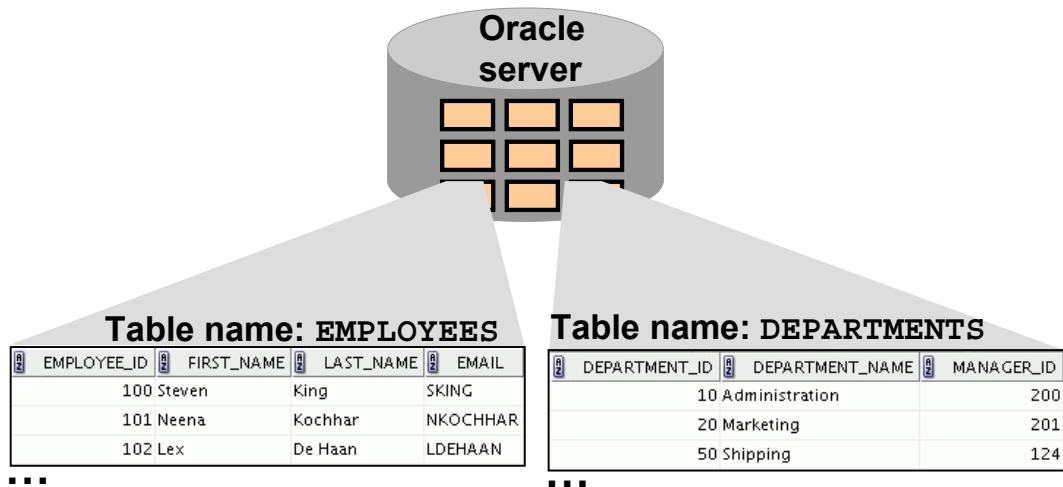 Oracle
server
Table name: EMPLOYEES
EMPLOYEE_ID FIRST_NAME LAST_NAME EMAIL
100 Steven King SKING
101 Neena Kochhar NKOCHHAR
102 Lex De Haan LDEHAAN
...
Table name: DEPARTMENTS
DEPARTMENT_ID DEPARTMENT_NAME MANAGER_ID
10 Administration 200
20 Marketing 201
50 Shipping 124
...